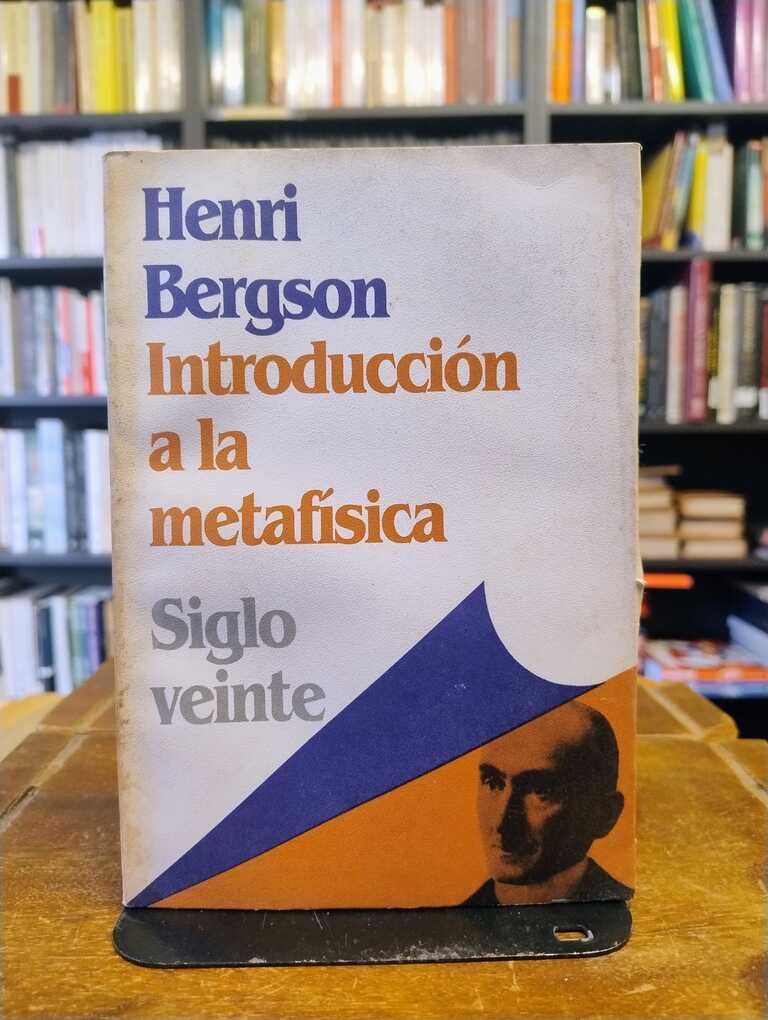 Henri
Bergson
Introducción
a la
metafísica
Siglo
veinte